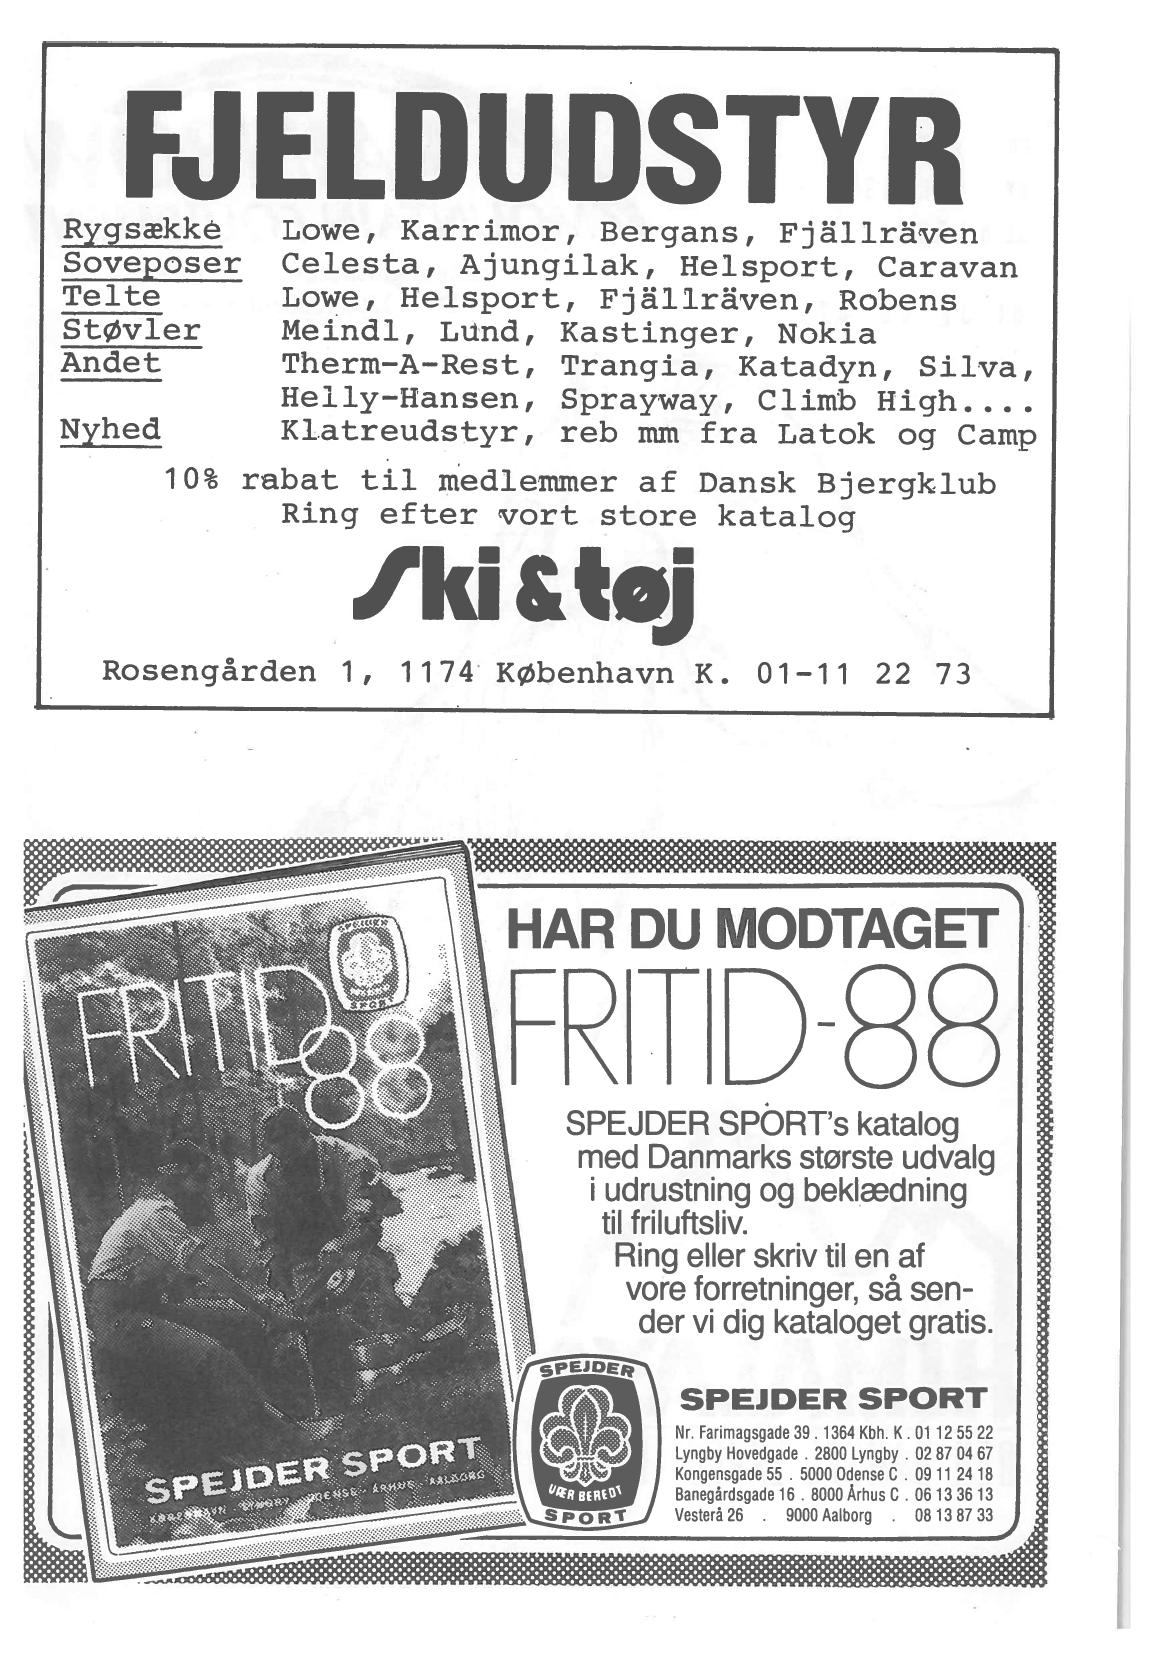 FJELDUDSTYR
Rygsække Lowe, Karrimor, Bergans, Fjällräven
Soveposer Celesta, Ajungilak, Helsport, Caravan
Telte Lowe, Helsport, Fjällräven, Robens
Støvler Meindl, Lund, Kastinger, Nokia
Andet Therm-A-Rest, Trangia, Katadyn, Silva,
Helly-Hansen, Sprayway, Climb High....
Nyhed Klatreudstyr, reb mm fra Latok og Camp
10% rabat til medlemmer af Dansk Bjergklub
Ring efter vort store katalog
Ski & tøj
Rosengården 1, 1174 København K. 01-11 22 73
SPEJDER
SPORT
FRITID
88
SPEJDER SPORT
KØBENHAVN - LYNGBY - ODENSE - ÅRHUS - AALBORG
HAR DU MODTAGET
FRITID-88
SPEJDER SPORT's katalog
med Danmarks største udvalg
i udrustning og beklædning
til friluftsliv.
Ring eller skriv til en af
vore forretninger, så sen-
der vi dig kataloget gratis.
SPEJDER
VÆR BEREDT
SPORT
SPEJDER SPORT
Nr. Farimagsgade 39 . 1364 Kbh. K . 01 12 55 22
Lyngby Hovedgade . 2800 Lyngby . 02 87 04 67
Kongensgade 55 . 5000 Odense C . 09 11 24 18
Banegårdsgade 16 . 8000 Århus C . 06 13 36 13
Vesterå 26 . 9000 Aalborg . 08 13 87 33